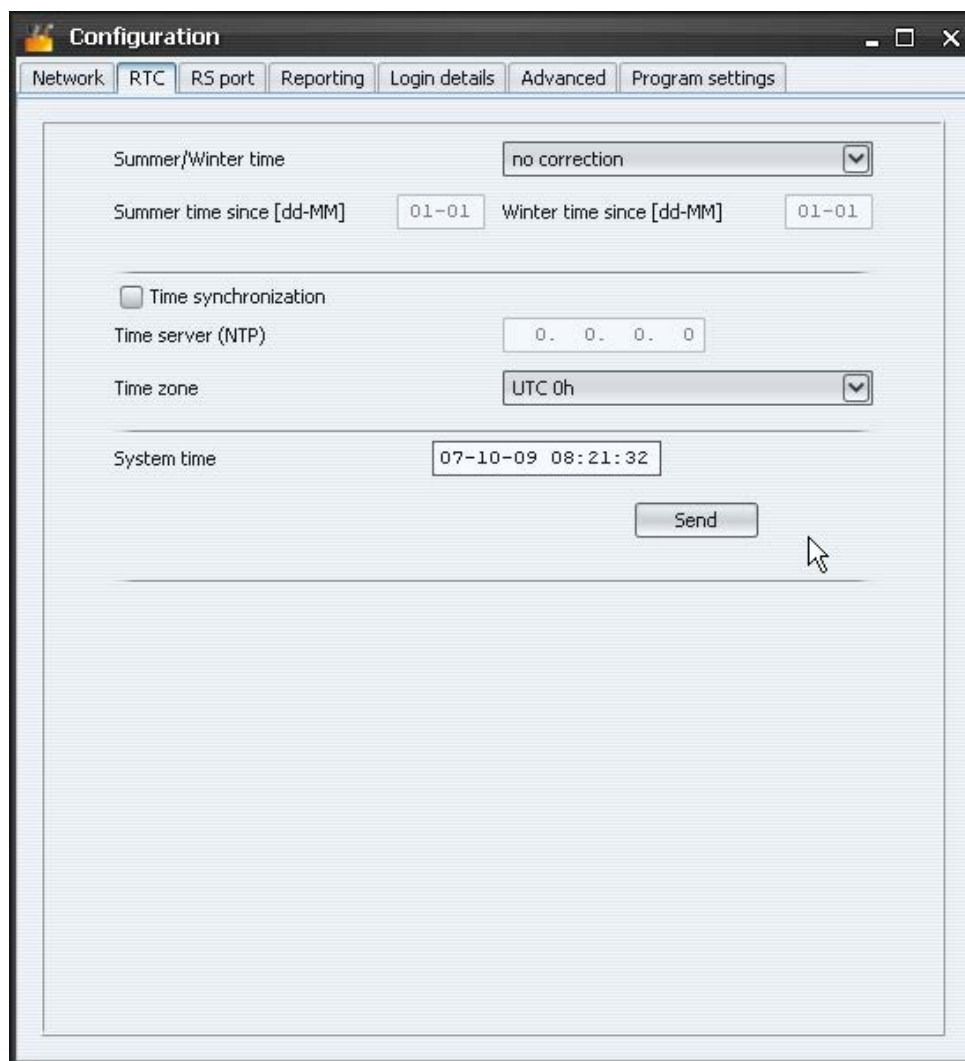 Configuration
Network RTC RS port Reporting Login details Advanced Program settings
Summer/Winter time no correction
Summer time since [dd-MM] 01-01 Winter time since [dd-MM] 01-01
Time synchronization
Time server (NTP) 0. 0. 0. 0
Time zone UTC 0h
System time 07-10-09 08:21:32
Send